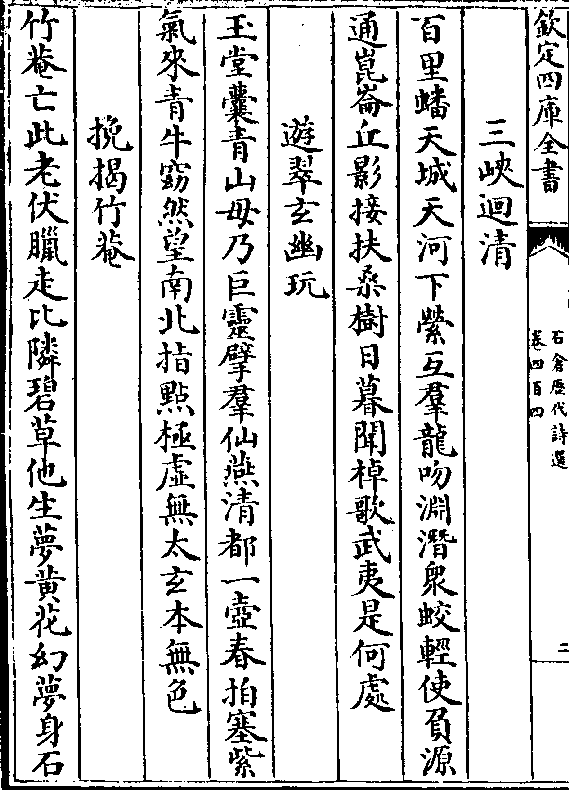 欽定四庫全書
石倉歷代詩選
卷四百四
二
三峽迴清
百里蟠天城天河下縈互羣龍吻淵潛衆蛟輕使負源
通崑崙丘影接扶桑樹日暮聞棹歌武夷是何處
遊翠玄幽玩
玉堂囊青山毋乃巨靈擘羣仙燕清都一壺春拍塞紫
氣來青牛窈然望南北指點極虛無太玄本無色
挽揭竹菴
竹菴亡此老伏臘走比隣碧草他生夢黄花幻夢身石